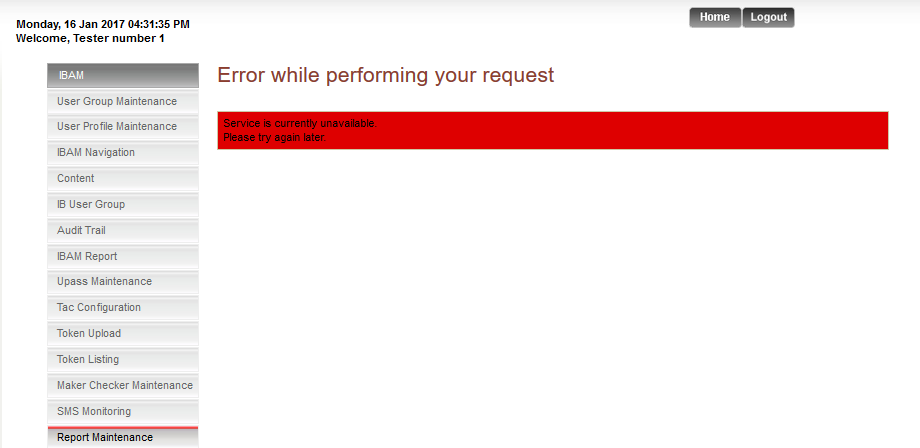 Monday, 16 Jan 2017 04:31:35 PM
Welcome, Tester number 1
Home
Logout
IBAM
User Group Maintenance
User Profile Maintenance
IBAM Navigation
Content
IB User Group
Audit Trail
IBAM Report
Upass Maintenance
Tac Configuration
Token Upload
Token Listing
Maker Checker Maintenance
SMS Monitoring
Report Maintenance
Error while performing your request
Service is currently unavailable.
Please try again later.